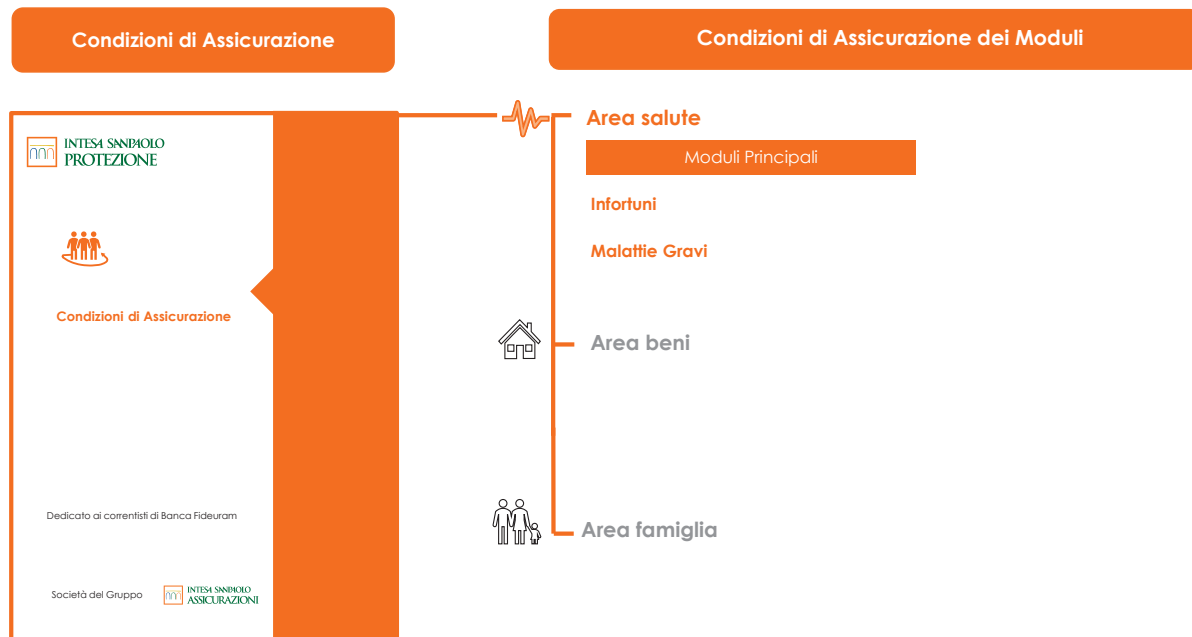 Condizioni di Assicurazione
Condizioni di Assicurazione dei Moduli
INTESA SANPAOLO
PROTEZIONE
Condizioni di Assicurazione
Dedicato ai correntisti di Banca Fideuram
Società del Gruppo
INTESA SANPAOLO
ASSICURAZIONI
Area salute
Moduli Principali
Infortuni
Malattie Gravi
Area beni
Area famiglia